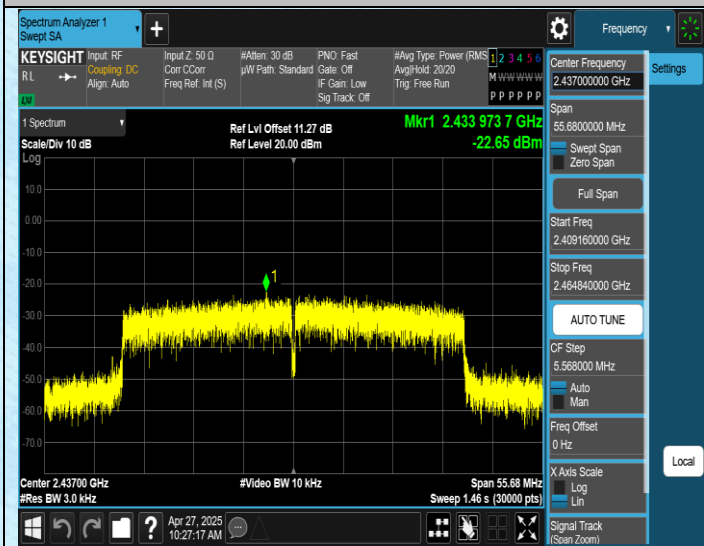 Spectrum Analyzer 1
Swept SA
+
Frequency
KEYSIGHT
RL
LXI
Input: RF
Coupling: DC
Align: Auto
Input Z: 50 Ω
Corr CCorr
Freq Ref: Int (S)
#Atten: 30 dB
µW Path: Standard
PNO: Fast
Gate: Off
IF Gain: Low
Sig Track: Off
#Avg Type: Power (RMS
Avg|Hold: 20/20
Trig: Free Run
1 2 3 4 5 6
M W W W W W
P P P P P P
Center Frequency
2.437000000 GHz
Settings
Span
55.6800000 MHz
Swept Span
Zero Span
Full Span
Start Freq
2.409160000 GHz
Stop Freq
2.464840000 GHz
AUTO TUNE
CF Step
5.568000 MHz
Auto
Man
Freq Offset
0 Hz
X Axis Scale
Log
Lin
Signal Track
(Span Zoom)
Local
1 Spectrum
Scale/Div 10 dB
Log
Ref Lvl Offset 11.27 dB
Ref Level 20.00 dBm
Mkr1 2.433 973 7 GHz
-22.65 dBm
10.0
0.00
-10.0
-20.0
-30.0
-40.0
-50.0
-60.0
-70.0
1
Center 2.43700 GHz
#Res BW 3.0 kHz
#Video BW 10 kHz
Span 55.68 MHz
Sweep 1.46 s (30000 pts)
?
Apr 27, 2025
10:27:17 AM